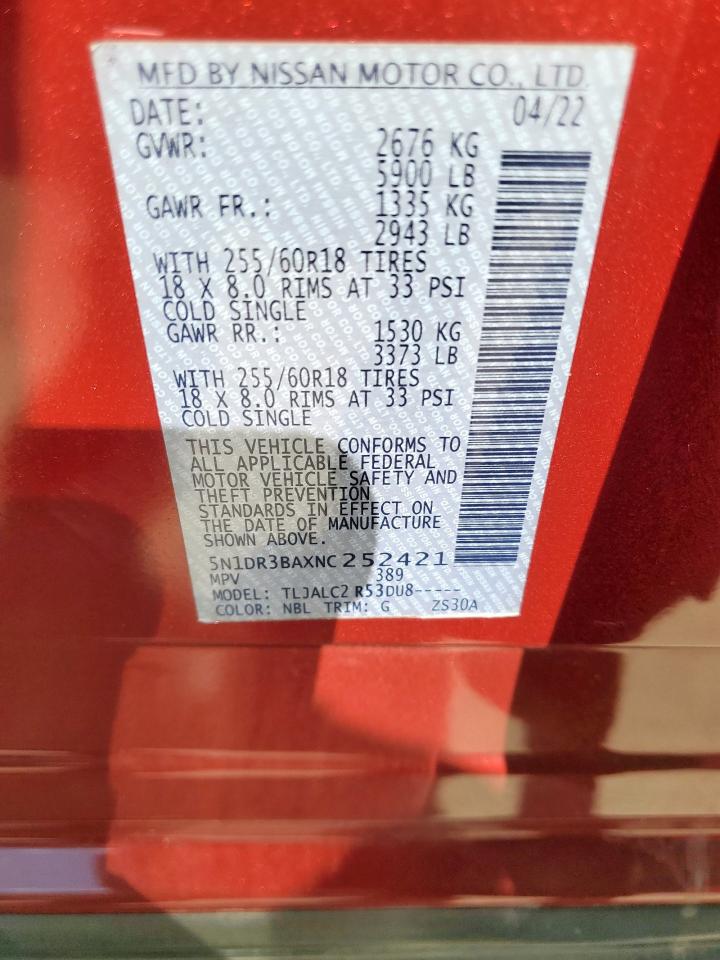 MFD BY NISSAN MOTOR CO., LTD.
DATE: 04/22
GVWR: 2676 KG
5900 LB
GAWR FR.: 1335 KG
2943 LB
WITH 255/60R18 TIRES
18 X 8.0 RIMS AT 33 PSI
COLD SINGLE
GAWR RR.: 1530 KG
3373 LB
WITH 255/60R18 TIRES
18 X 8.0 RIMS AT 33 PSI
COLD SINGLE
THIS VEHICLE CONFORMS TO
ALL APPLICABLE FEDERAL
MOTOR VEHICLE SAFETY AND
THEFT PREVENTION
STANDARDS IN EFFECT ON
THE DATE OF MANUFACTURE
SHOWN ABOVE.
5N1DR3BAXNC252421
MPV 389
MODEL: TLJALC2 R53DU8-----
COLOR: NBL TRIM: G ZS30A